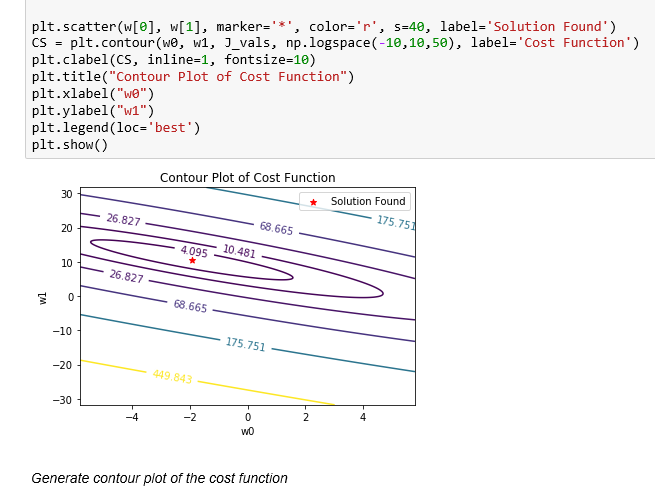 plt.scatter(w[0], w[1], marker='*', color='r', s=40, label='Solution Found')
CS = plt.contour(w0, w1, J_vals, np.logspace(-10,10,50), label='Cost Function')
plt.clabel(CS, inline=1, fontsize=10)
plt.title("Contour Plot of Cost Function")
plt.xlabel("w0")
plt.ylabel("w1")
plt.legend(loc='best')
plt.show()
Contour Plot of Cost Function
Solution Found
30
20
10
0
−10
−20
−30
w1
26.827
68.665
175.751
4.095
10.481
26.827
68.665
175.751
449.843
−4
−2
0
2
4
w0
Generate contour plot of the cost function